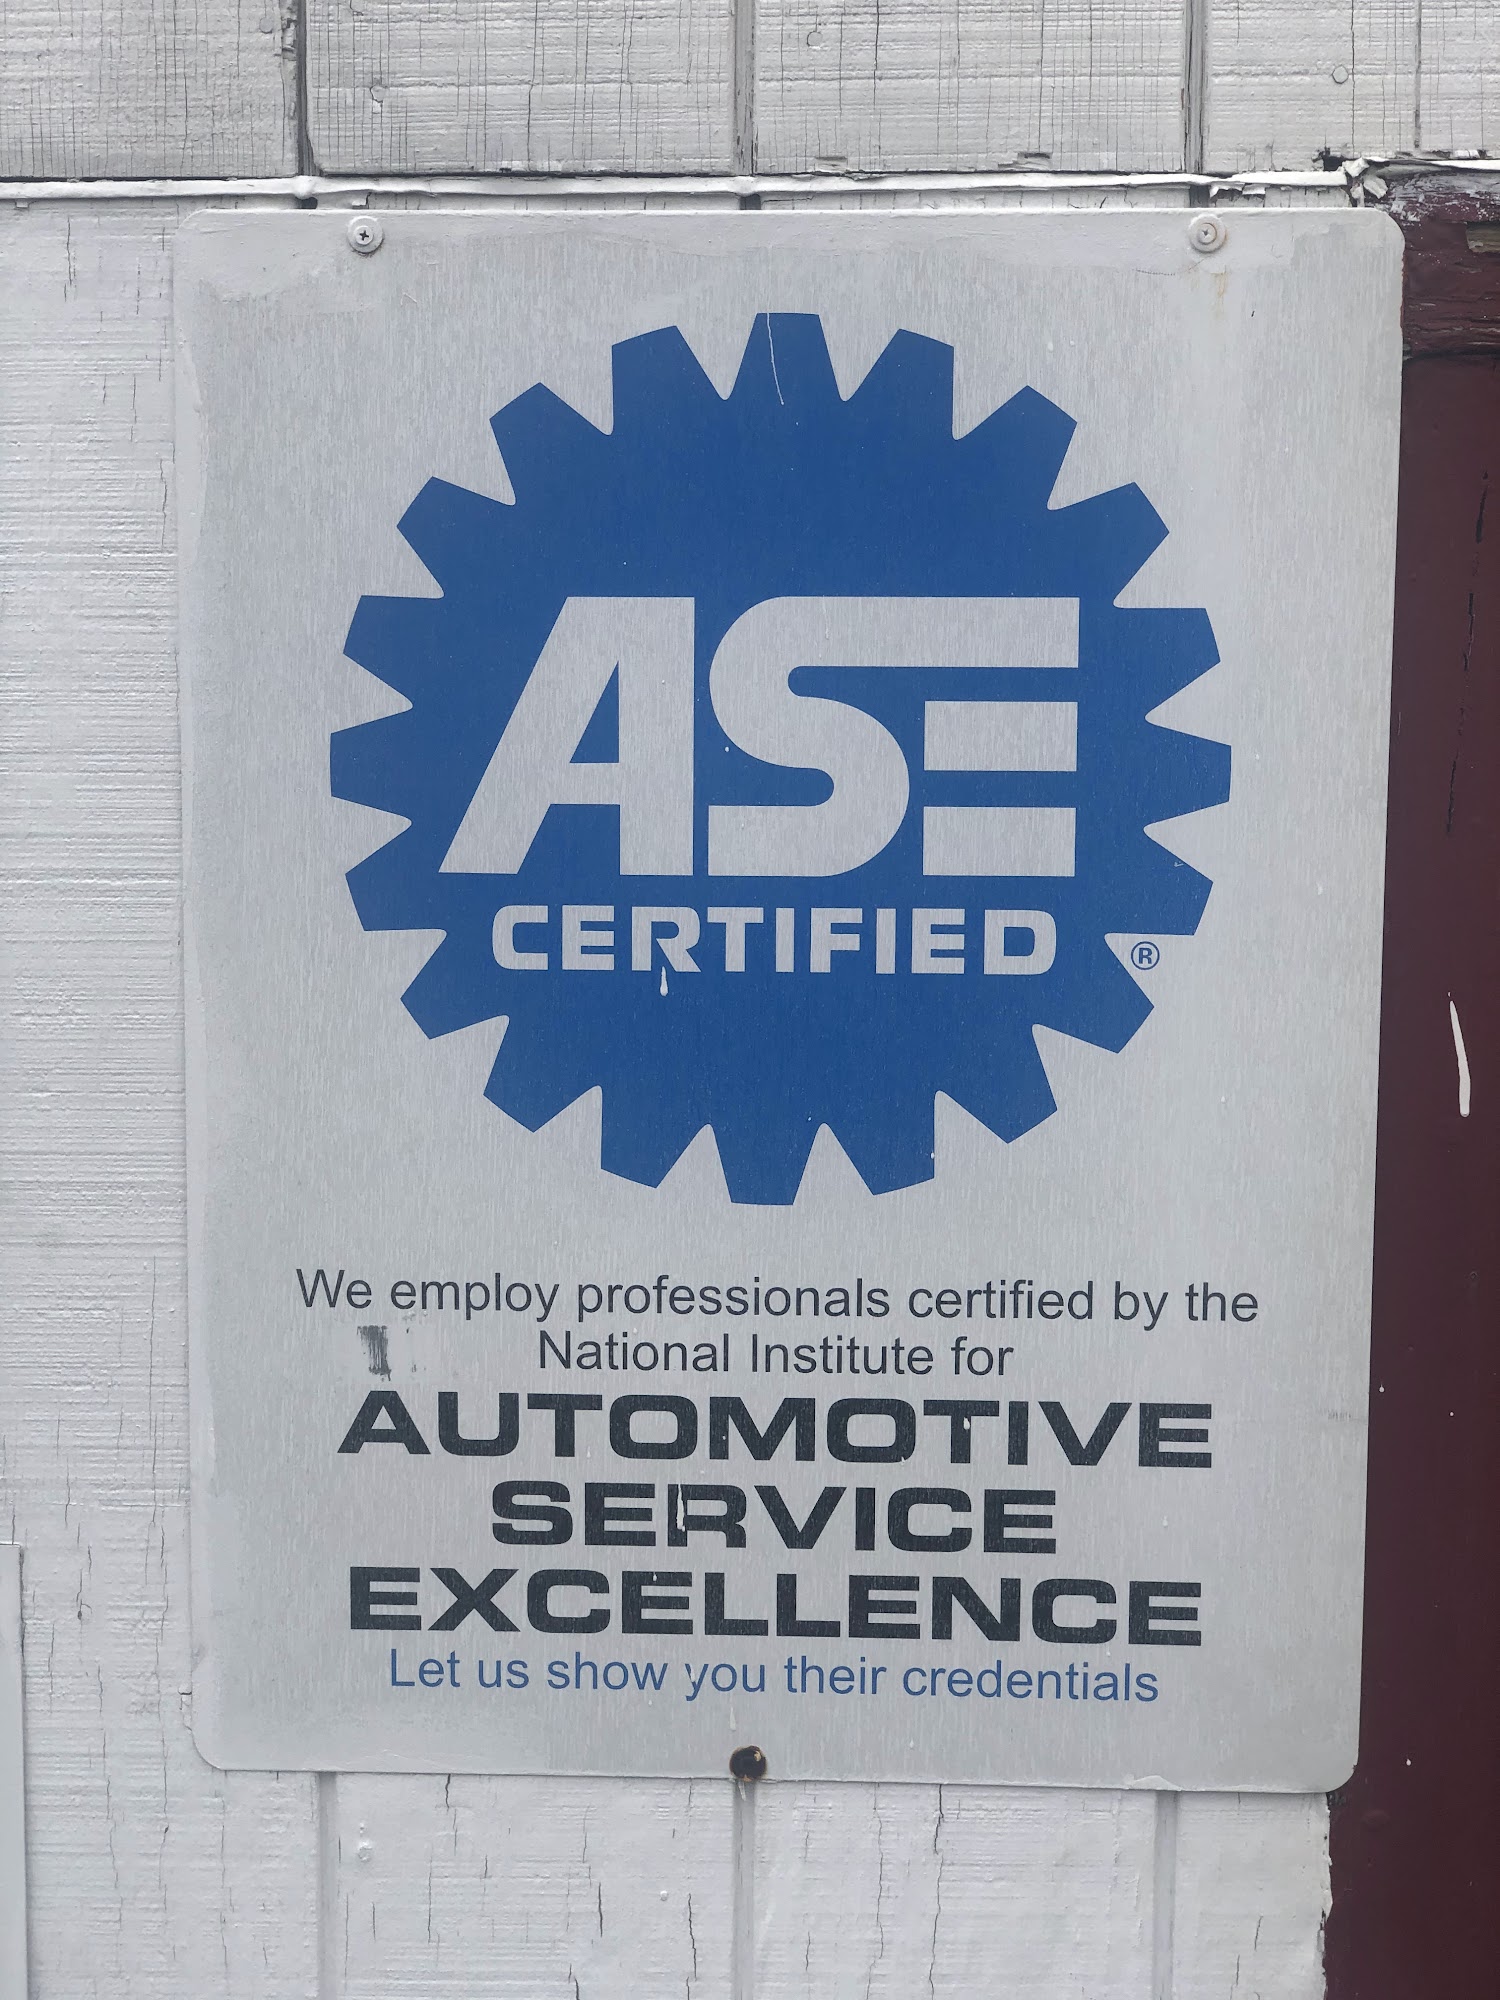 ASE
CERTIFIED
®
We employ professionals certified by the
National Institute for
AUTOMOTIVE
SERVICE
EXCELLENCE
Let us show you their credentials